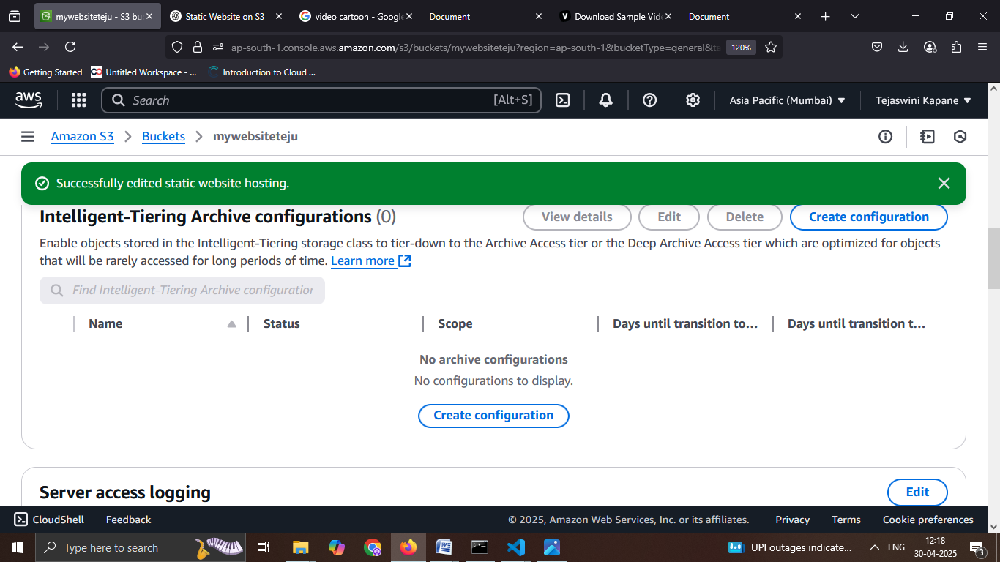 mywebsiteteju - S3 bu
Static Website on S3
video cartoon - Google
Document
Download Sample Vide
Document
ap-south-1.console.aws.amazon.com/s3/buckets/mywebsiteteju?region=ap-south-1&bucketType=general&ta
120%
Getting Started
Untitled Workspace - ...
Introduction to Cloud ...
aws
Search
[Alt+S]
Asia Pacific (Mumbai)
Tejaswini Kapane
Amazon S3
Buckets
mywebsiteteju
Successfully edited static website hosting.
Intelligent-Tiering Archive configurations (0)
View details
Edit
Delete
Create configuration
Enable objects stored in the Intelligent-Tiering storage class to tier-down to the Archive Access tier or the Deep Archive Access tier which are optimized for objects
that will be rarely accessed for long periods of time. Learn more
Find Intelligent-Tiering Archive configuration
Name
Status
Scope
Days until transition to...
Days until transition t...
No archive configurations
No configurations to display.
Create configuration
Server access logging
Edit
CloudShell
Feedback
© 2025, Amazon Web Services, Inc. or its affiliates.
Privacy
Terms
Cookie preferences
Type here to search
UPI outages indicate...
ENG
12:18
30-04-2025
3